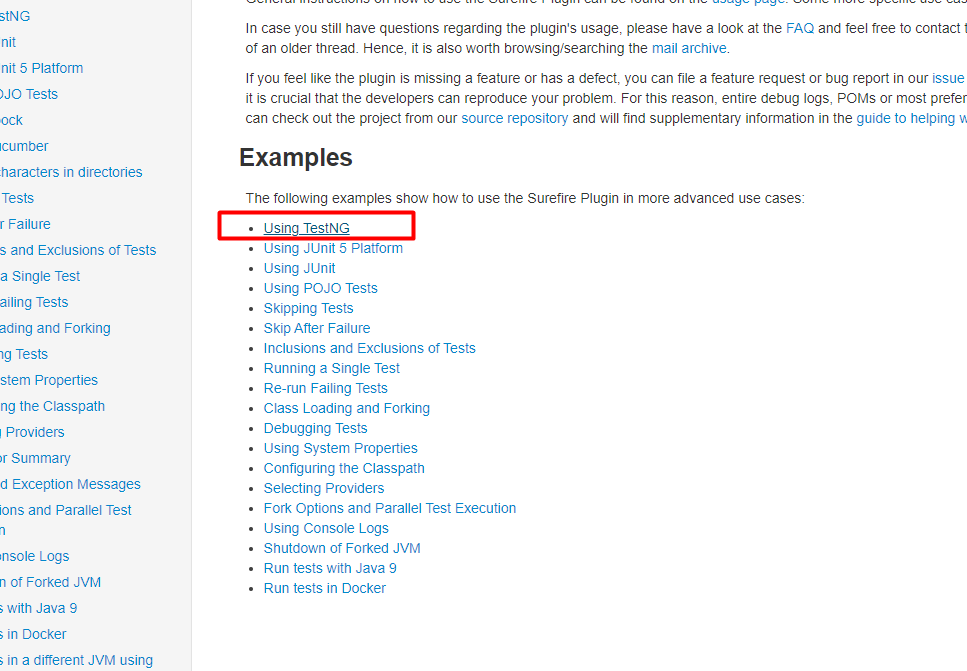 stNG
nit
nit 5 Platform
OJO Tests
ock
ucumber
haracters in directories
Tests
r Failure
s and Exclusions of Tests
a Single Test
ailing Tests
ading and Forking
ng Tests
stem Properties
ng the Classpath
g Providers
or Summary
d Exception Messages
ions and Parallel Test
n
onsole Logs
n of Forked JVM
s with Java 9
s in Docker
s in a different JVM using
In case you still have questions regarding the plugin's usage, please have a look at the FAQ and feel free to contact
of an older thread. Hence, it is also worth browsing/searching the mail archive.
If you feel like the plugin is missing a feature or has a defect, you can file a feature request or bug report in our issue
it is crucial that the developers can reproduce your problem. For this reason, entire debug logs, POMs or most prefer
can check out the project from our source repository and will find supplementary information in the guide to helping w
Examples
The following examples show how to use the Surefire Plugin in more advanced use cases:
Using TestNG
Using JUnit 5 Platform
Using JUnit
Using POJO Tests
Skipping Tests
Skip After Failure
Inclusions and Exclusions of Tests
Running a Single Test
Re-run Failing Tests
Class Loading and Forking
Debugging Tests
Using System Properties
Configuring the Classpath
Selecting Providers
Fork Options and Parallel Test Execution
Using Console Logs
Shutdown of Forked JVM
Run tests with Java 9
Run tests in Docker